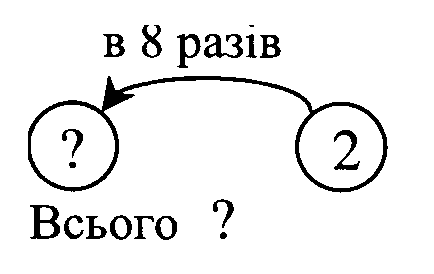 в 8 разів
? 2
Всього ?